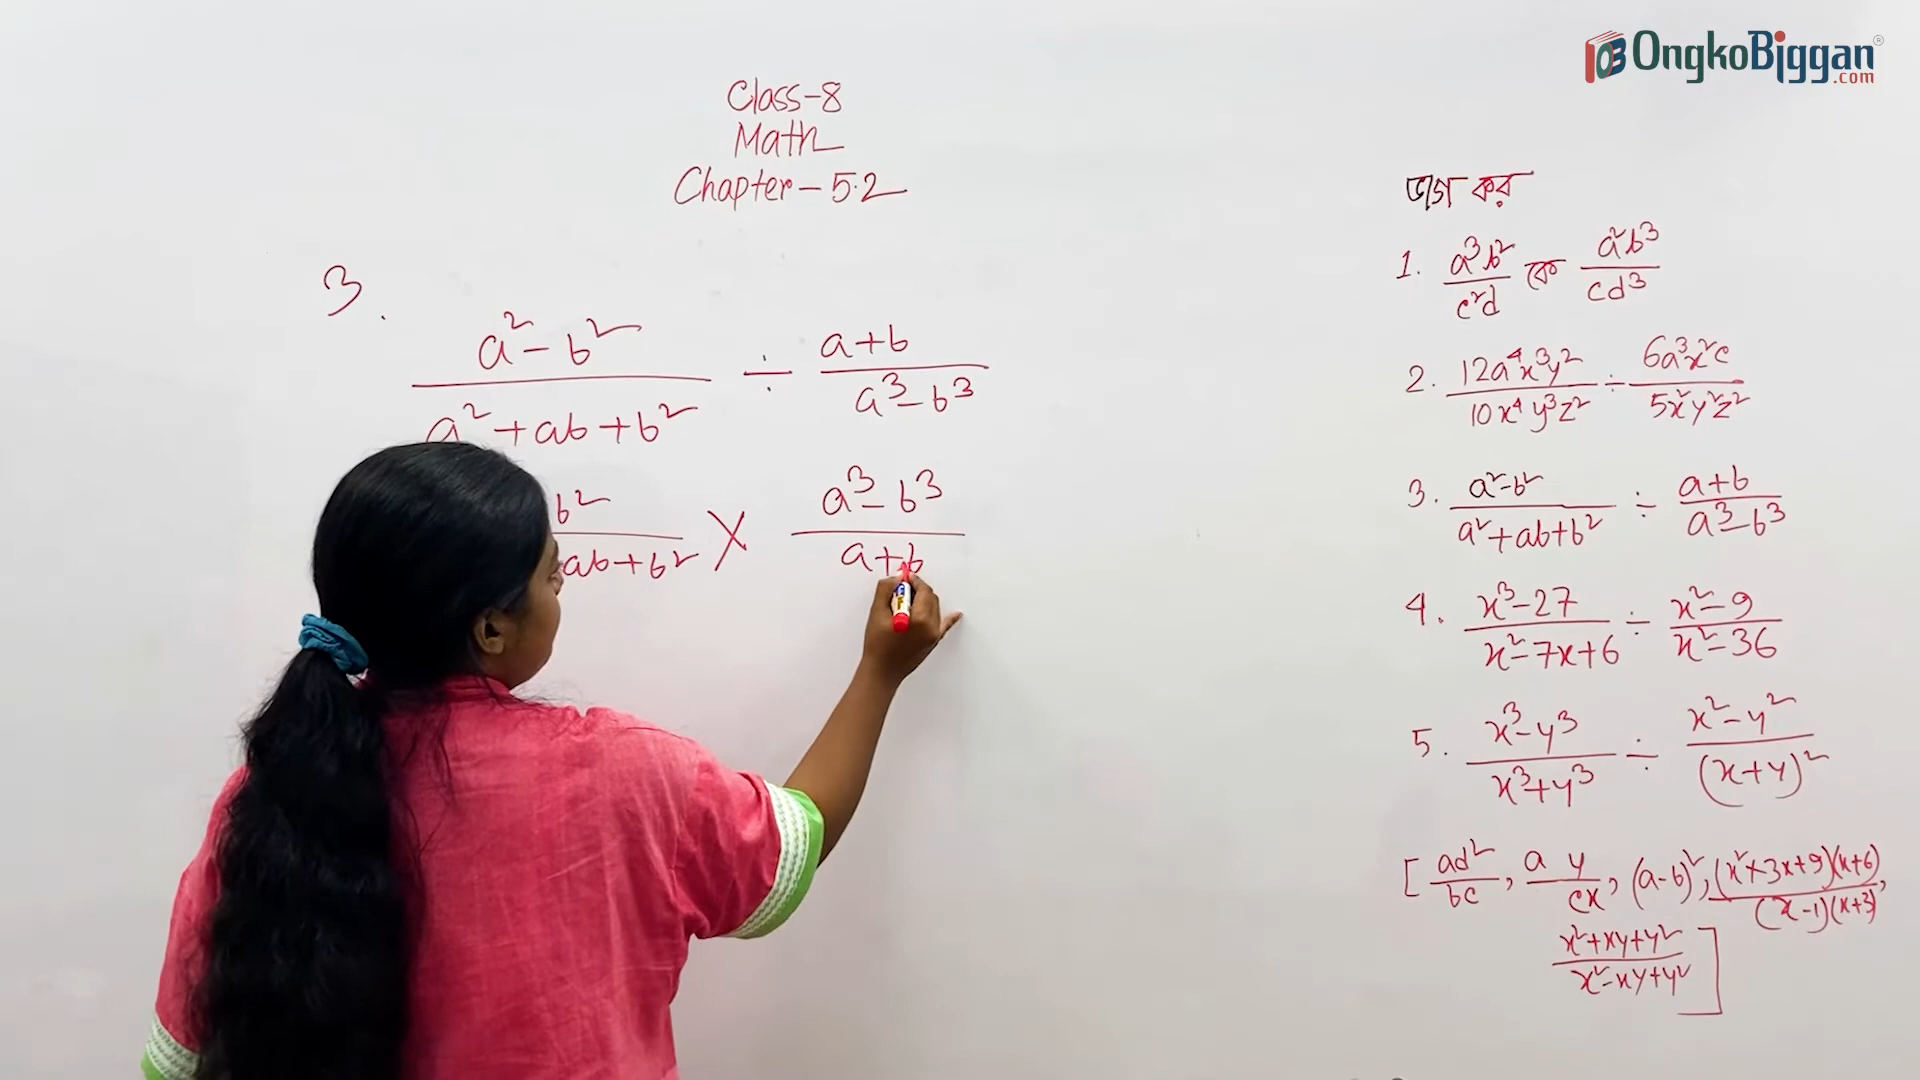 OngkoBiggan®
.com
Class-8
Math
Chapter-5.2
3.
a²-b² / a²+ab+b² ÷ a+b / a³-b³
b² / ab+b² X a³-b³ / a+b
ভাগ কর
1. a³b² / c²d কে a²b³ / cd³
2. 12a⁴x³y² / 10x⁴y³z² ÷ 6a³x²c / 5x²y²z²
3. a²-b² / a²+ab+b² ÷ a+b / a³-b³
4. x³-27 / x²-7x+6 ÷ x²-9 / x²-36
5. x³-y³ / x³+y³ ÷ x²-y² / (x+y)²
[ad² / bc, a y / cx, (a-b)², (x²+3x+9)(x+6) / (x-1)(x+3),
x²+xy+y² / x²-xy+y²]